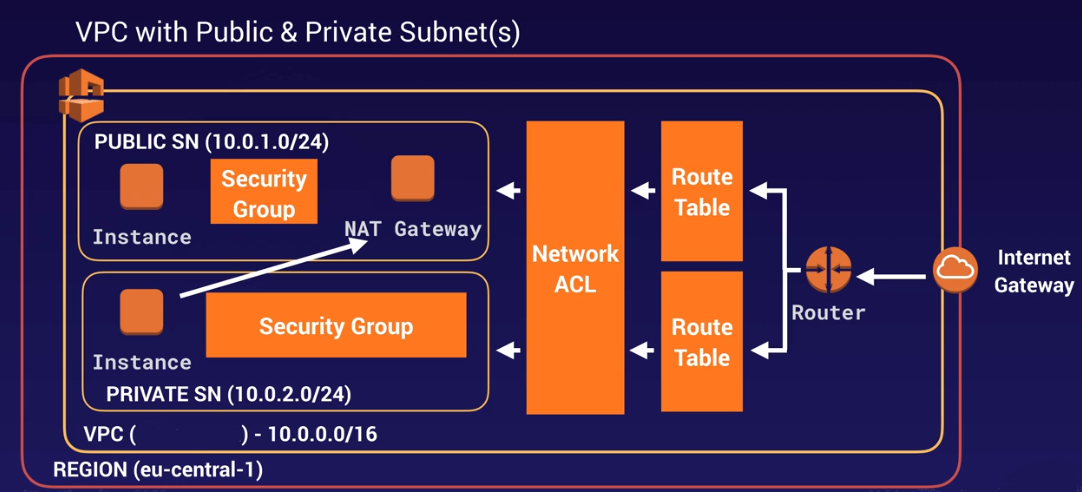 VPC with Public & Private Subnet(s)
PUBLIC SN (10.0.1.0/24)
Security
Group
Instance
NAT Gateway
Security Group
Instance
PRIVATE SN (10.0.2.0/24)
VPC ( ) - 10.0.0.0/16
REGION (eu-central-1)
Network
ACL
Route
Table
Route
Table
Router
Internet
Gateway